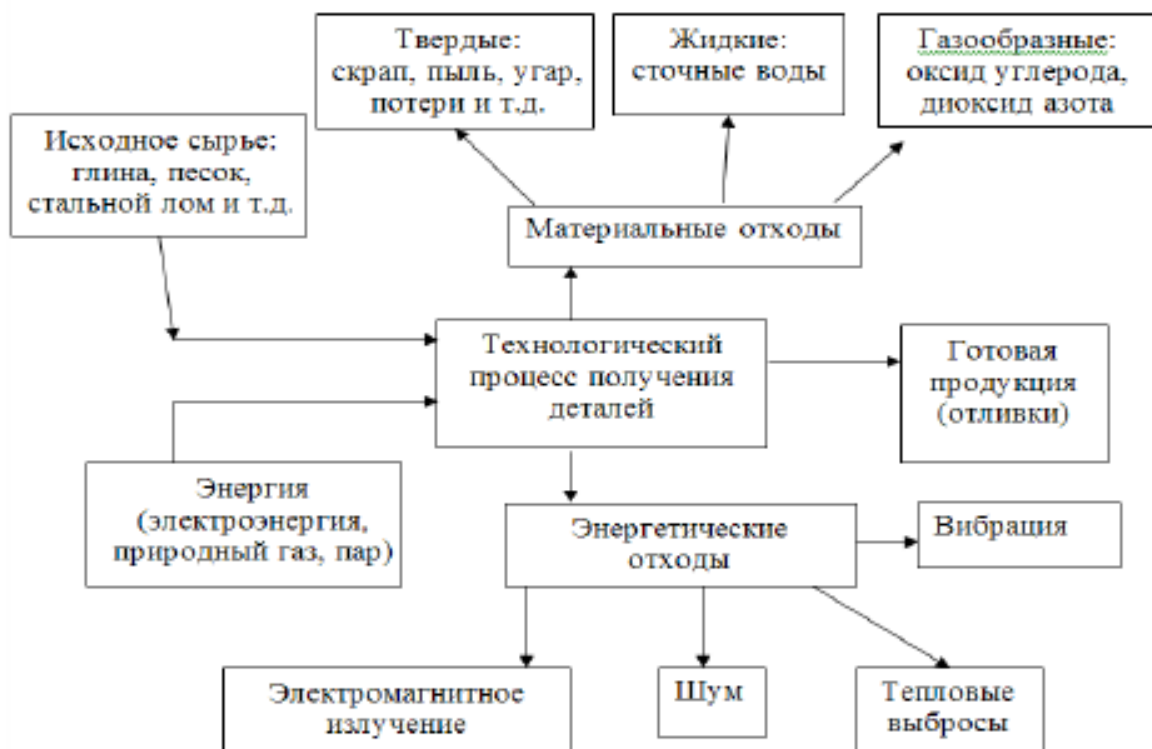 Твердые:
скрап, пыль, угар,
потери и т.д.
Жидкие:
сточные воды
Газообразные:
оксид углерода,
диоксид азота
Исходное сырье:
глина, песок,
стальной лом и т.д.
Материальные отходы
Технологический
процесс получения
деталей
Готовая
продукция
(отливки)
Энергия
(электроэнергия,
природный газ, пар)
Энергетические
отходы
Вибрация
Электромагнитное
излучение
Шум
Тепловые
выбросы